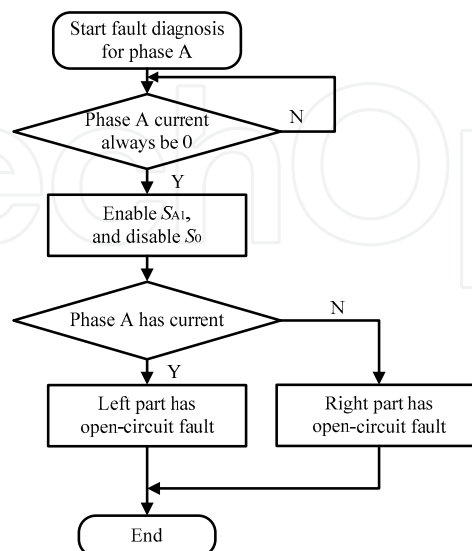 Start fault diagnosis
for phase A
Phase A current
always be 0
N
Y
Enable SA1,
and disable S0
Phase A has current
N
Y
Left part has
open-circuit fault
Right part has
open-circuit fault
End